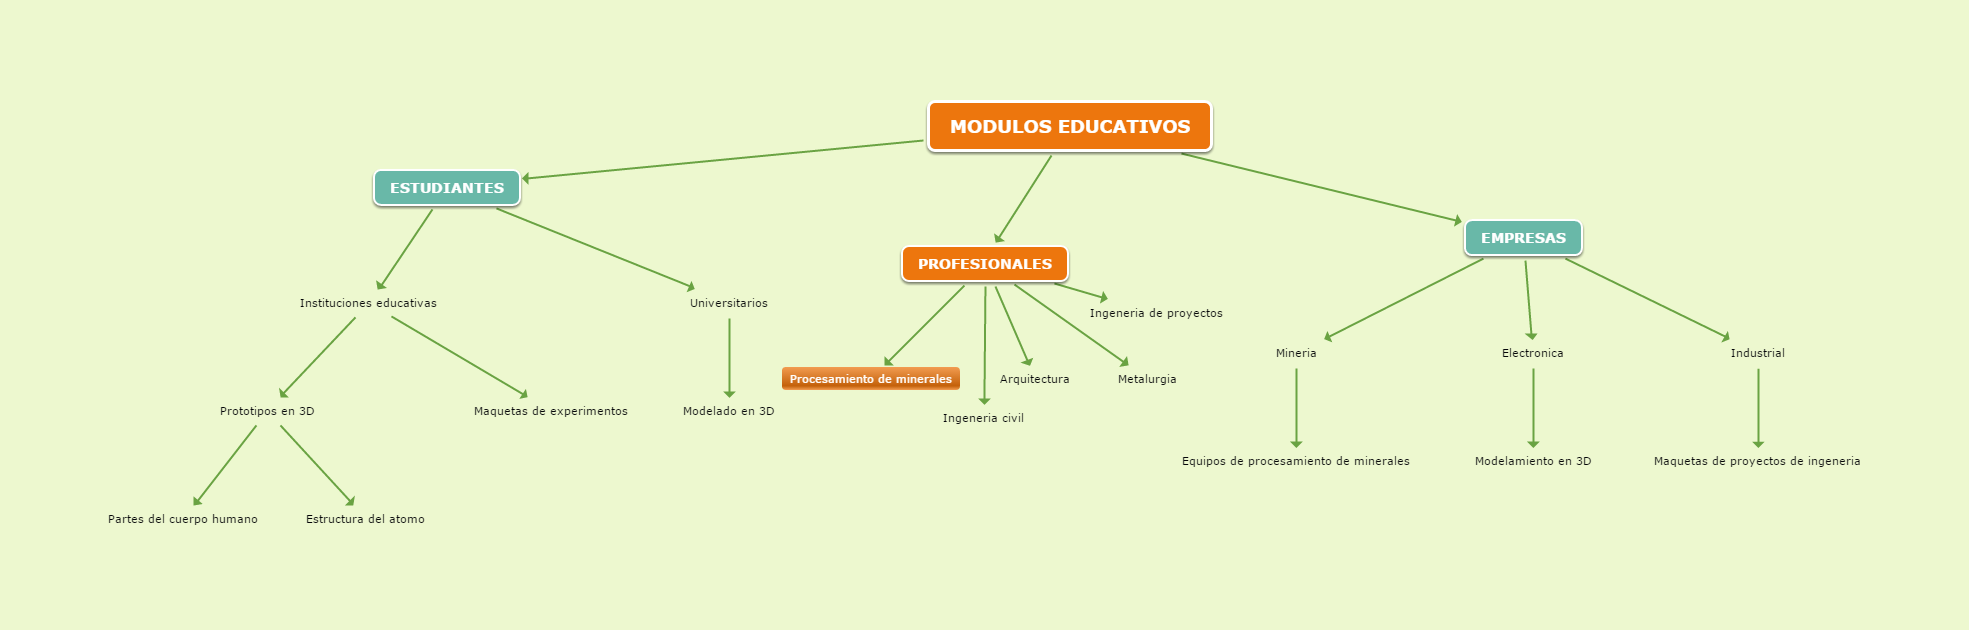 MODULOS EDUCATIVOS
ESTUDIANTES
EMPRESAS
PROFESIONALES
Instituciones educativas
Universitarios
Ingeneria de proyectos
Mineria
Electronica
Industrial
Procesamiento de minerales
Arquitectura
Metalurgia
Prototipos en 3D
Maquetas de experimentos
Modelado en 3D
Ingeneria civil
Equipos de procesamiento de minerales
Modelamiento en 3D
Maquetas de proyectos de ingeneria
Partes del cuerpo humano
Estructura del atomo